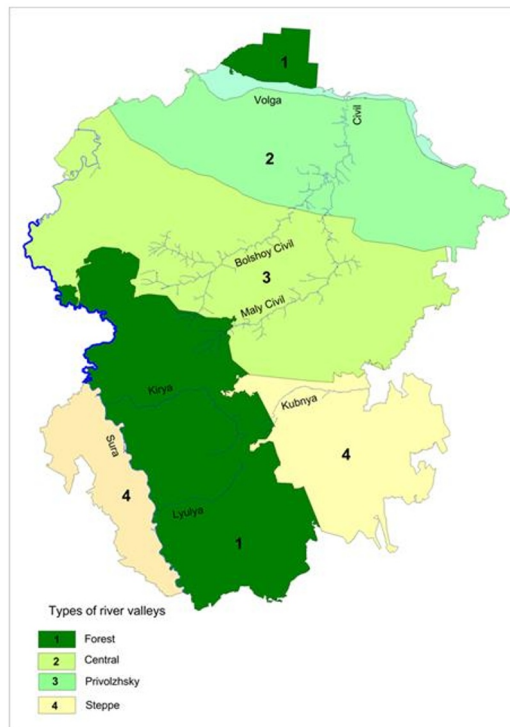 1
Volga
Civil
2
Bolshoy Civil
3
Maly Civil
Kirya
Kubnya
Sura
4
4
Lyulya
1
Types of river valleys
1 Forest
2 Central
3 Privolzhsky
4 Steppe